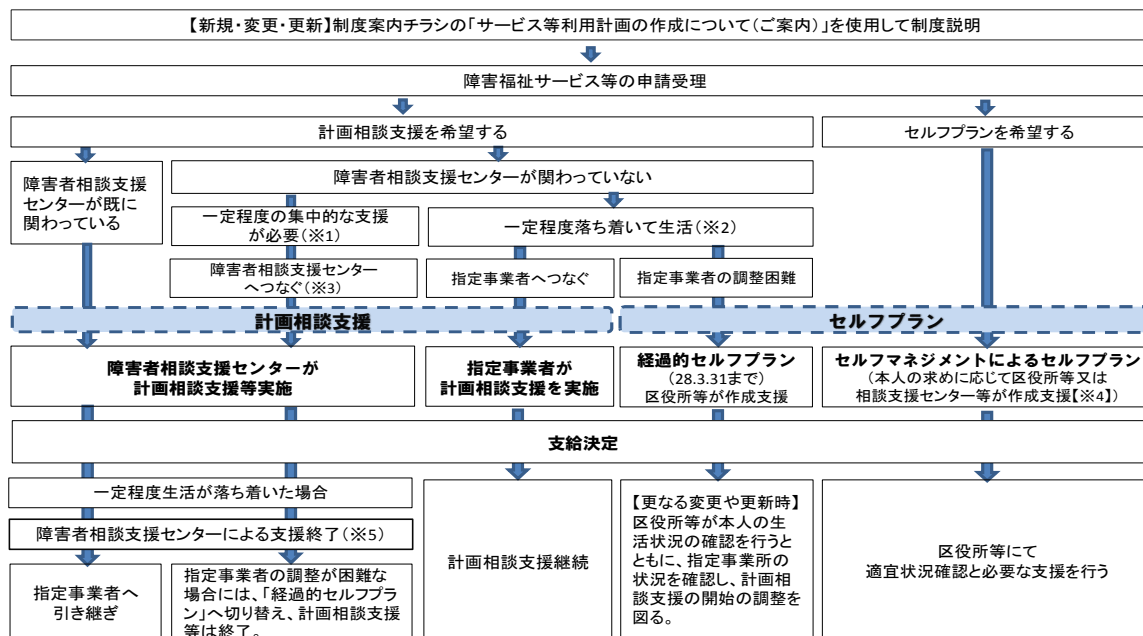 【新規・変更・更新】制度案内チラシの「サービス等利用計画の作成について（ご案内）」を使用して制度説明
障害福祉サービス等の申請受理
計画相談支援を希望する
セルフプランを希望する
障害者相談支援
センターが既に
関わっている
障害者相談支援センターが関わっていない
一定程度の集中的な支援
が必要（※1）
一定程度落ち着いて生活（※2）
障害者相談支援センター
へつなぐ（※3）
指定事業者へつなぐ
指定事業者の調整困難
計画相談支援
セルフプラン
障害者相談支援センターが
計画相談支援等実施
指定事業者が
計画相談支援を実施
経過的セルフプラン
（28.3.31まで）
区役所等が作成支援
セルフマネジメントによるセルフプラン
（本人の求めに応じて区役所等又は
相談支援センター等が作成支援【※4】）
支給決定
一定程度生活が落ち着いた場合
障害者相談支援センターによる支援終了（※5）
指定事業者へ
引き継ぎ
指定事業者の調整が困難な
場合には、「経過的セルフプラ
ン」へ切り替え、計画相談支援
等は終了。
計画相談支援継続
【更なる変更や更新時】
区役所等が本人の生
活状況の確認を行うと
ともに、指定事業所の
状況を確認し、計画相
談支援の開始の調整を
図る。
区役所等にて
適宜状況確認と必要な支援を行う